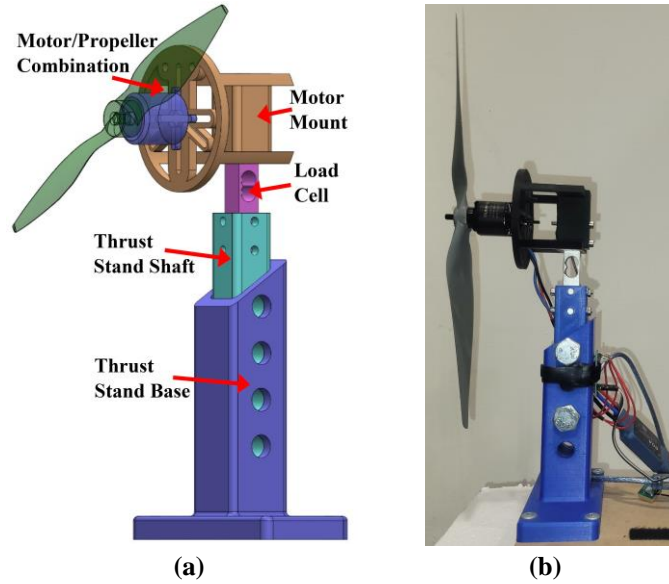 Motor/Propeller
Combination
Motor
Mount
Load
Cell
Thrust
Stand Shaft
Thrust
Stand Base
(a)
(b)